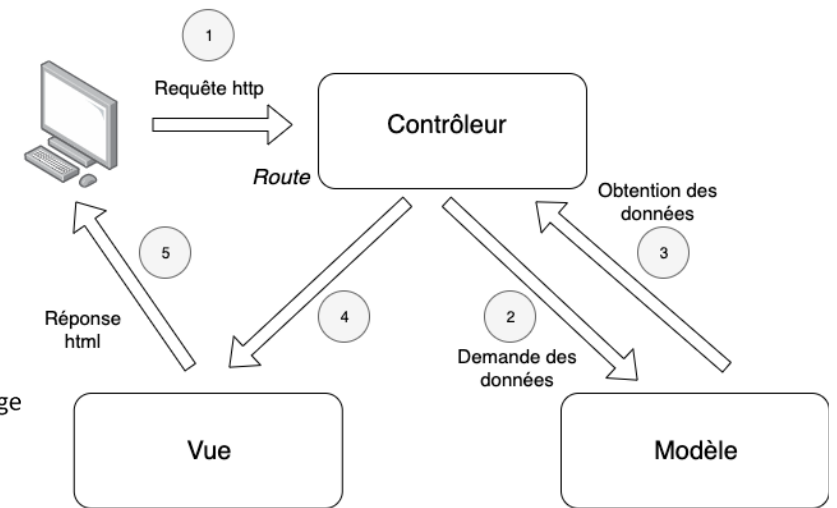 1
Requête http
Contrôleur
Route
Obtention des
données
3
5
4
2
Réponse
html
Demande des
données
ge
Vue
Modèle